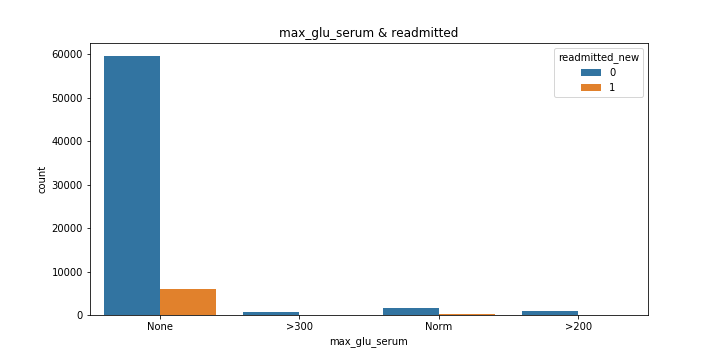 max_glu_serum & readmitted
readmitted_new
0
1
60000
50000
40000
30000
20000
10000
0
count
None
>300
Norm
>200
max_glu_serum